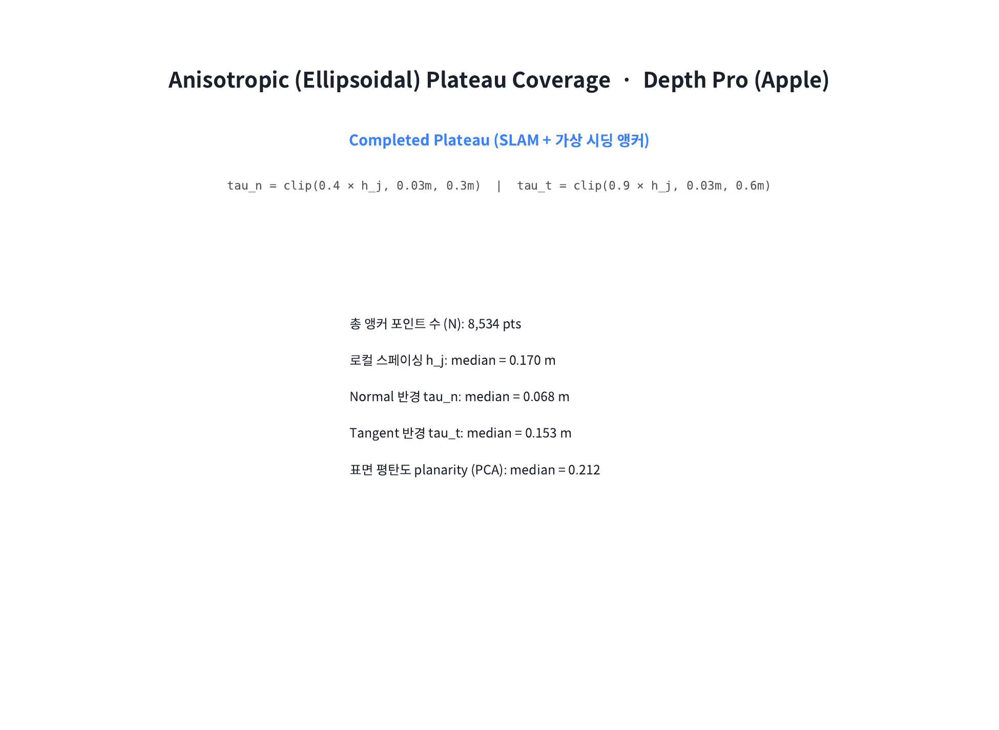 Anisotropic (Ellipsoidal) Plateau Coverage · Depth Pro (Apple)
Completed Plateau (SLAM + 가상 시딩 앵커)
tau_n = clip(0.4 × h_j, 0.03m, 0.3m) | tau_t = clip(0.9 × h_j, 0.03m, 0.6m)
총 앵커 포인트 수 (N): 8,534 pts
로컬 스페이싱 h_j: median = 0.170 m
Normal 반경 tau_n: median = 0.068 m
Tangent 반경 tau_t: median = 0.153 m
표면 평탄도 planarity (PCA): median = 0.212